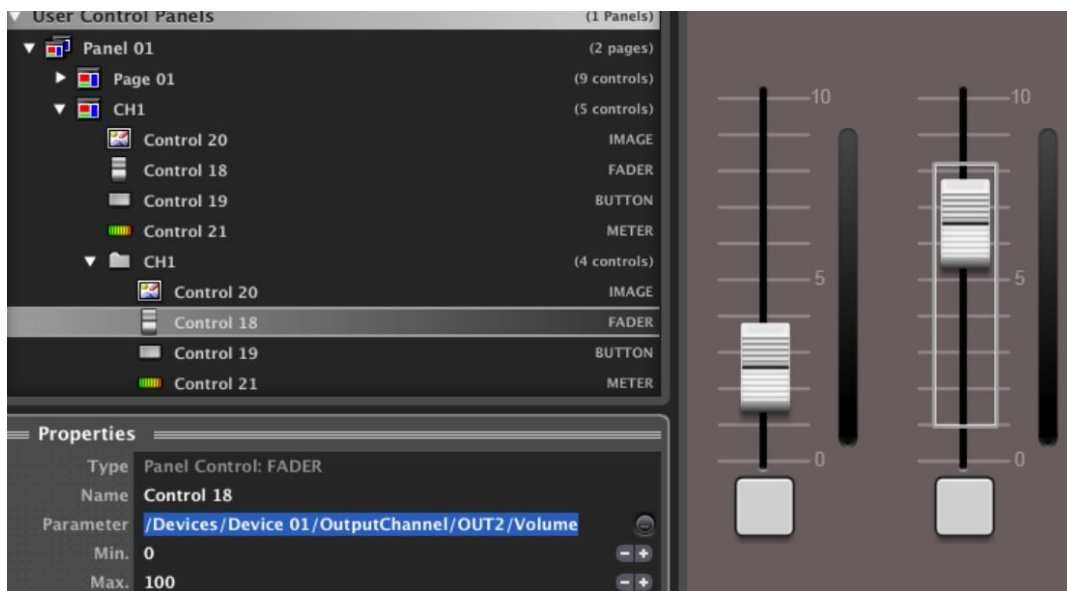 User Control Panels (1 Panels)
Panel 01 (2 pages)
Page 01 (9 controls)
CH1 (5 controls)
Control 20 IMAGE
Control 18 FADER
Control 19 BUTTON
Control 21 METER
CH1 (4 controls)
Control 20 IMAGE
Control 18 FADER
Control 19 BUTTON
Control 21 METER
Properties
Type Panel Control: FADER
Name Control 18
Parameter /Devices/Device 01/OutputChannel/OUT2/Volume
Min. 0
Max. 100
10 10
5 5
0 0